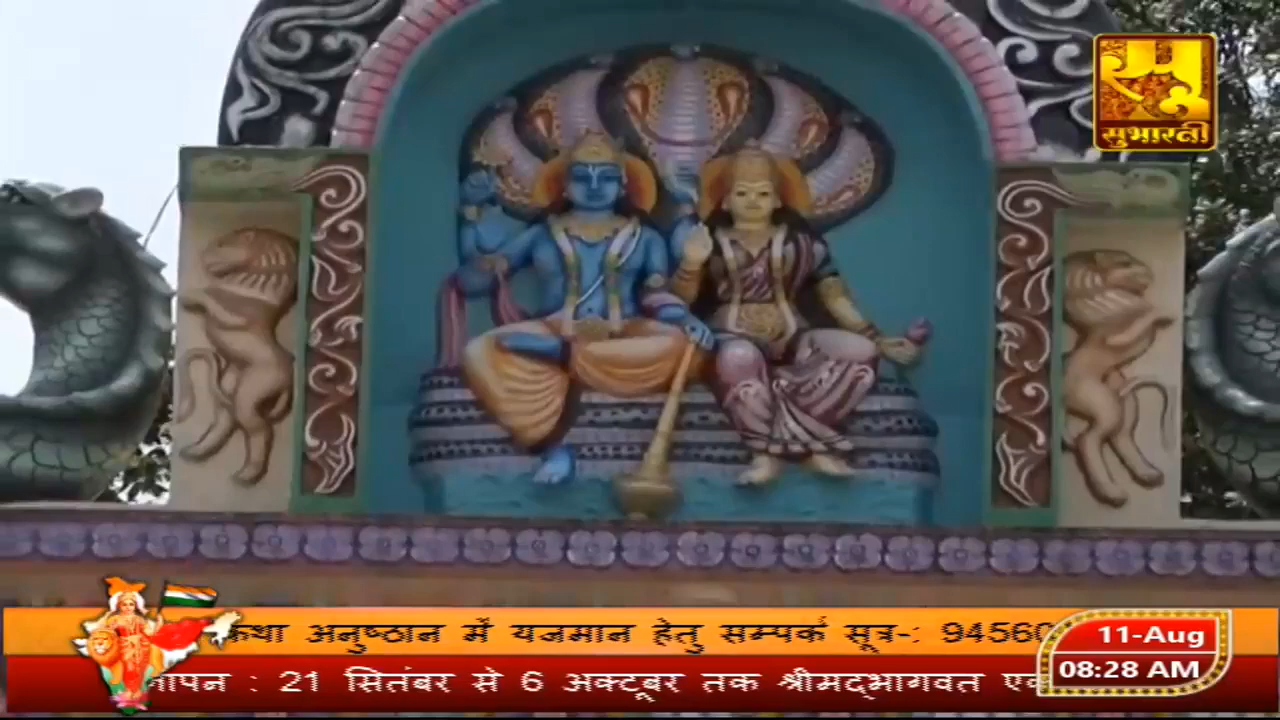 सुभारती
कथा अनुष्ठान में यजमान हेतु सम्पर्क सूत्र-: 9456
11-Aug
08:28 AM
: 21 सितंबर से 6 अक्टूबर तक श्रीमद्भागवत